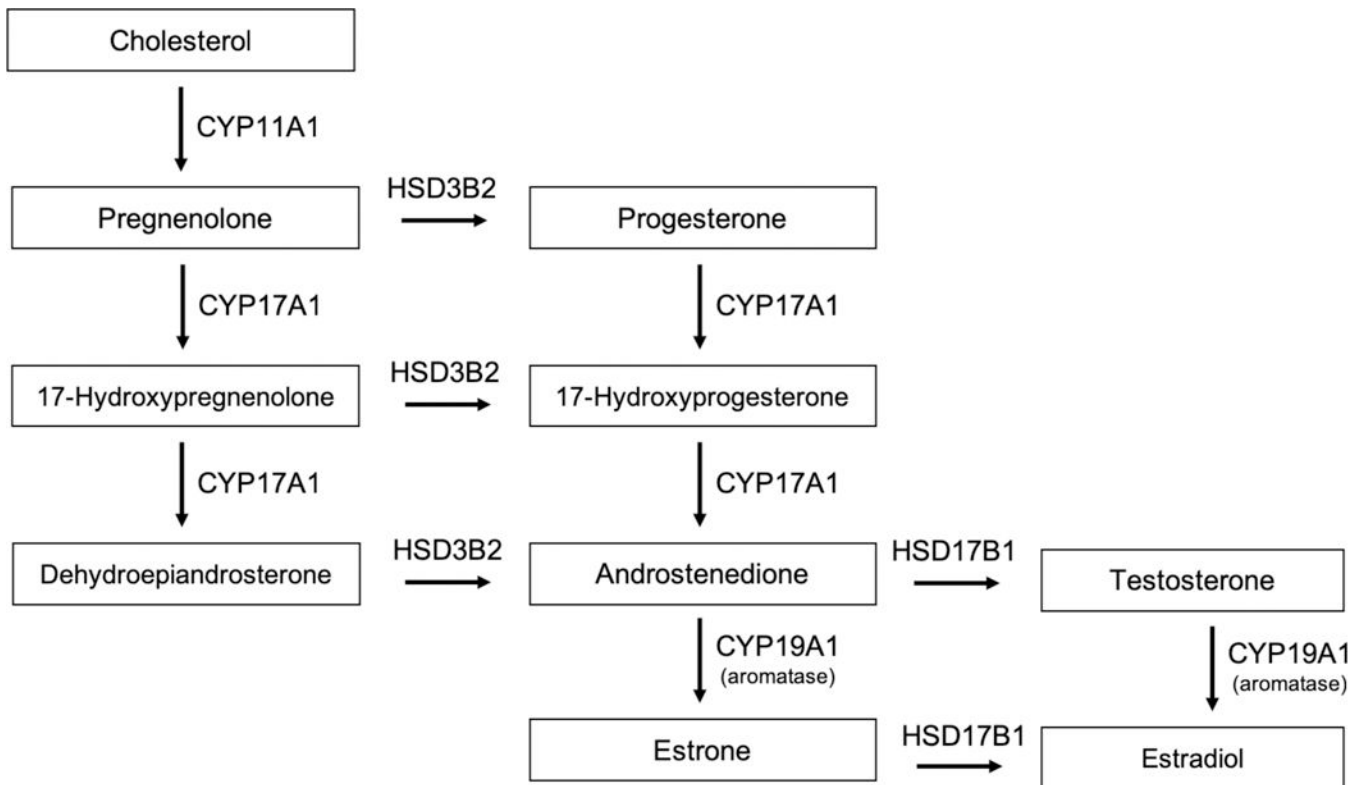 Cholesterol
CYP11A1
HSD3B2
Pregnenolone
Progesterone
CYP17A1
CYP17A1
HSD3B2
17-Hydroxypregnenolone
17-Hydroxyprogesterone
CYP17A1
CYP17A1
HSD3B2
HSD17B1
Dehydroepiandrosterone
Androstenedione
Testosterone
CYP19A1
(aromatase)
CYP19A1
(aromatase)
HSD17B1
Estrone
Estradiol